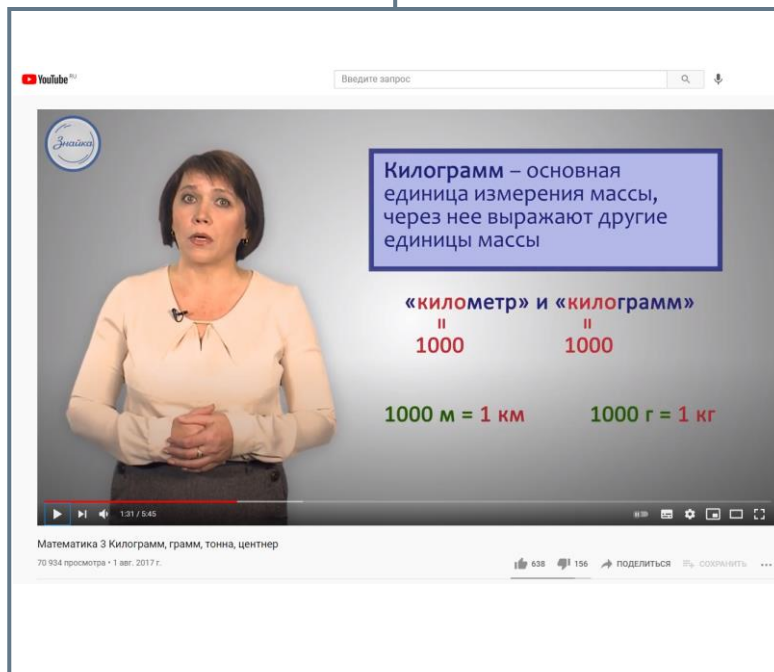 YouTube RU
Введите запрос
Знайка
Килограмм – основная
единица измерения массы,
через нее выражают другие
единицы массы
«километр» и «килограмм»
= =
1000 1000
1000 м = 1 км 1000 г = 1 кг
1:31 / 5:45
Математика 3 Килограмм, грамм, тонна, центнер
70 934 просмотра • 1 авг. 2017 г.
638 156 ПОДЕЛИТЬСЯ СОХРАНИТЬ ...